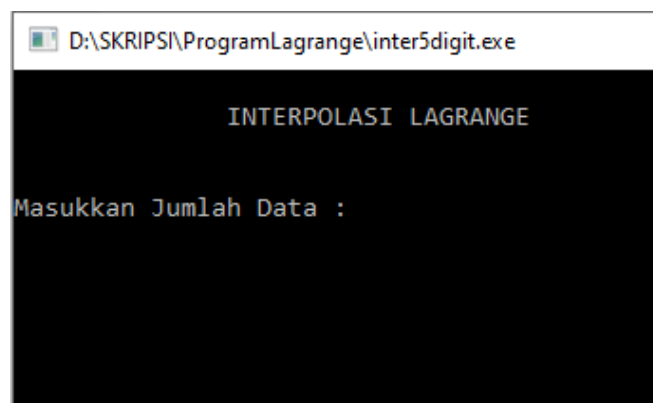 D:\SKRIPSI\ProgramLagrange\inter5digit.exe
INTERPOLASI LAGRANGE
Masukkan Jumlah Data :